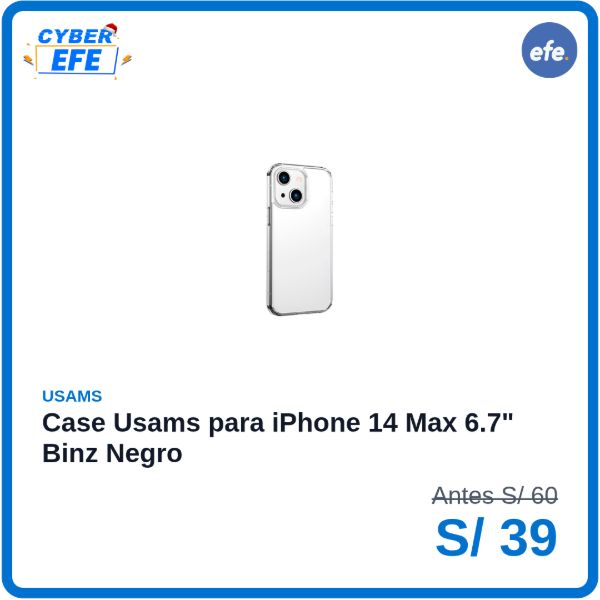 CYBER
EFE
efe.
USAMS
Case Usams para iPhone 14 Max 6.7"
Binz Negro
Antes S/ 60
S/ 39